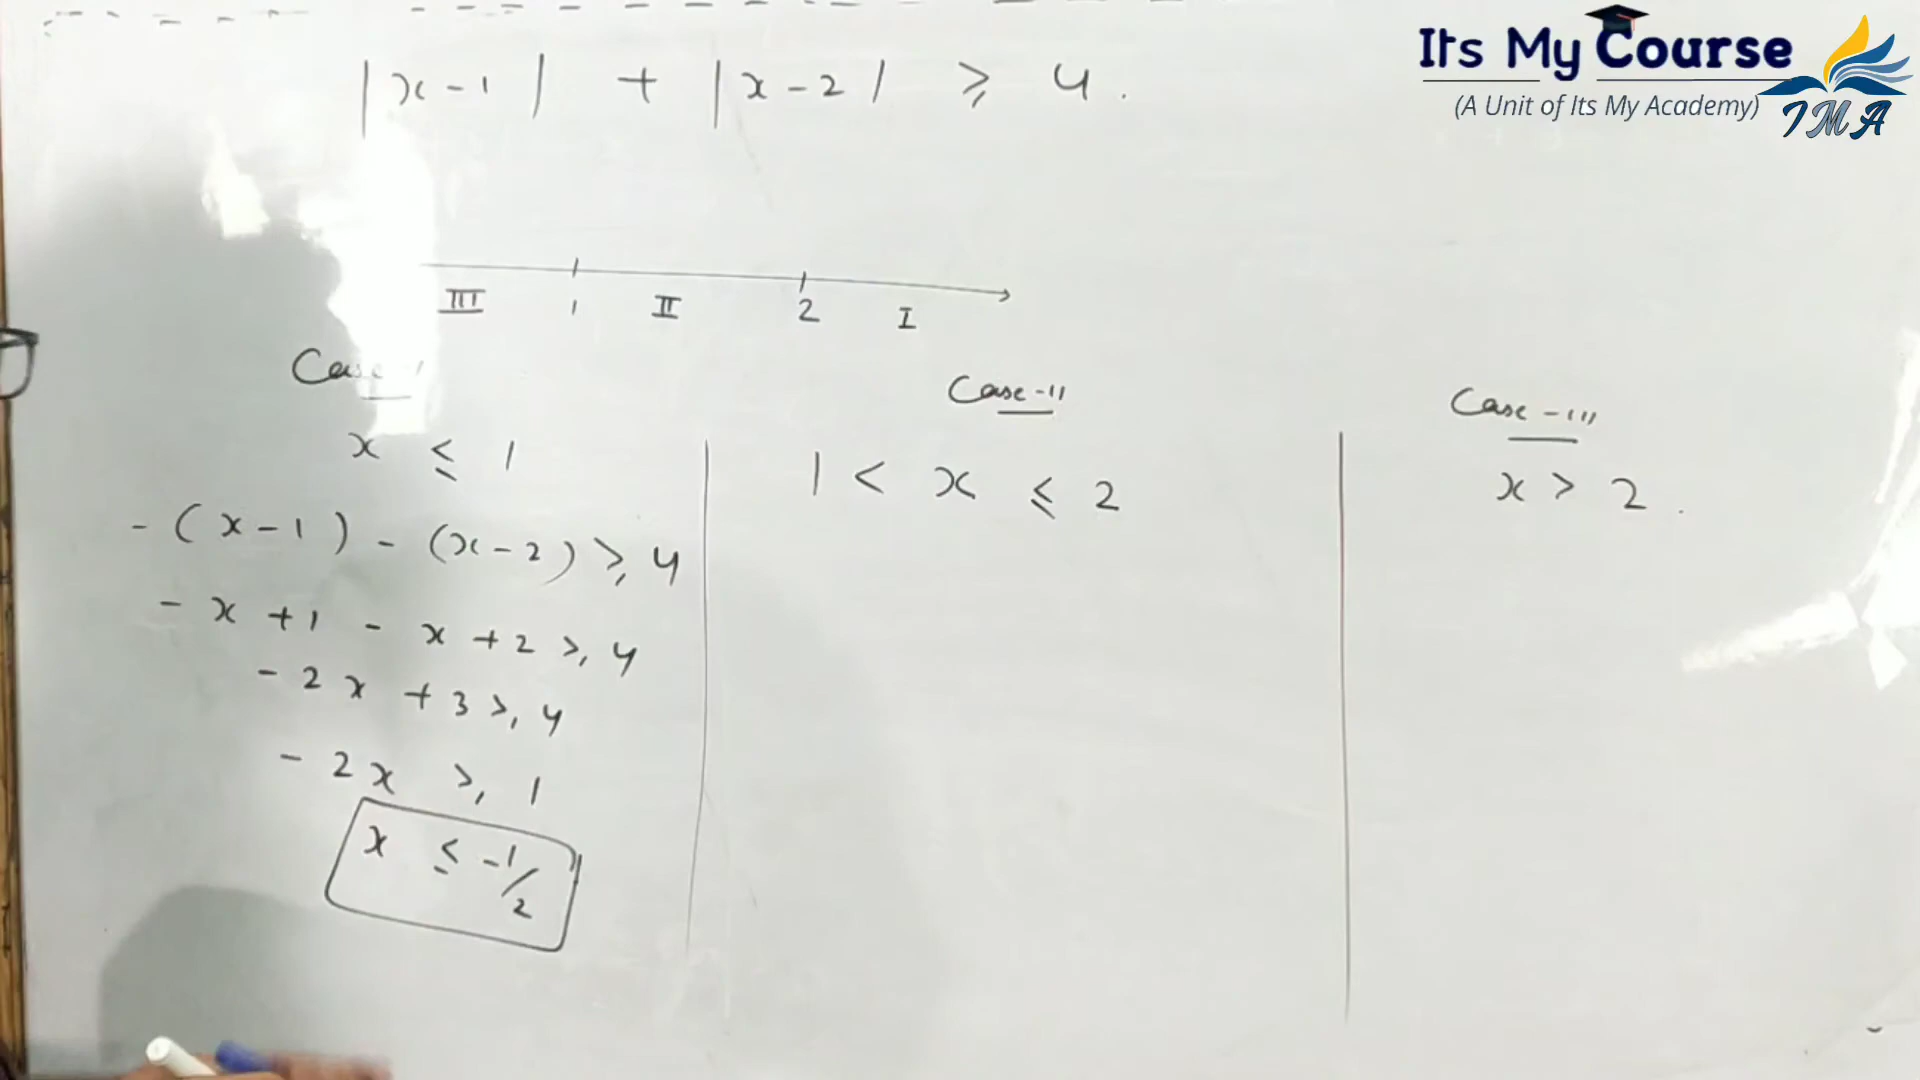 Its My Course
(A Unit of Its My Academy)
IMA
|x-1| + |x-2| ≥ 4.
III 1 II 2 I
Case-I
x ≤ 1
-(x-1) - (x-2) ≥ 4
-x+1 - x+2 ≥ 4
-2x+3 ≥ 4
-2x ≥ 1
x ≤ -1/2
Case-II
1 < x ≤ 2
Case-III
x > 2.